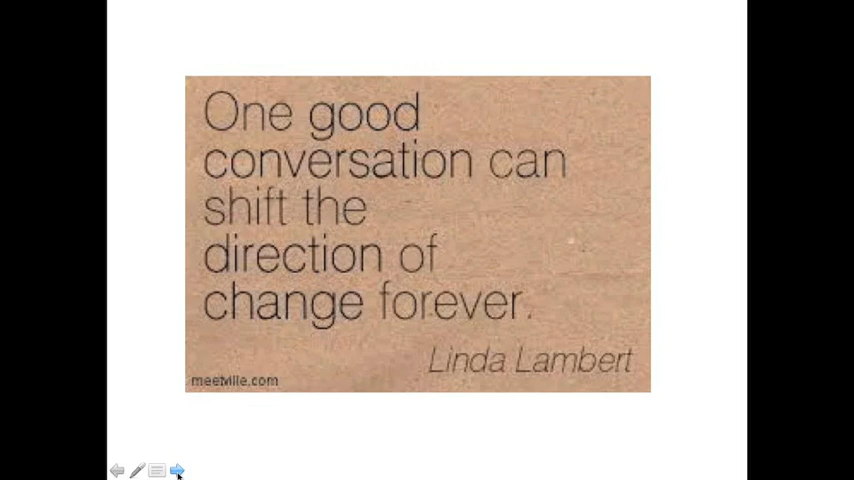 One good
conversation can
shift the
direction of
change forever.
Linda Lambert
meetville.com